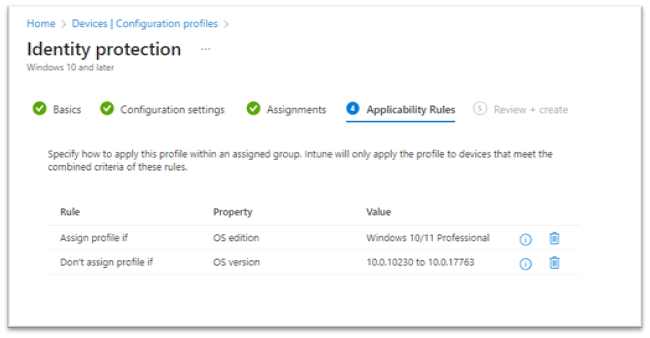 Home > Devices | Configuration profiles >
Identity protection ...
Windows 10 and later
Basics Configuration settings Assignments 4 Applicability Rules 5 Review + create
Specify how to apply this profile within an assigned group. Intune will only apply the profile to devices that meet the
combined criteria of these rules.
Rule Property Value
Assign profile if OS edition Windows 10/11 Professional
Don't assign profile if OS version 10.0.10230 to 10.0.17763